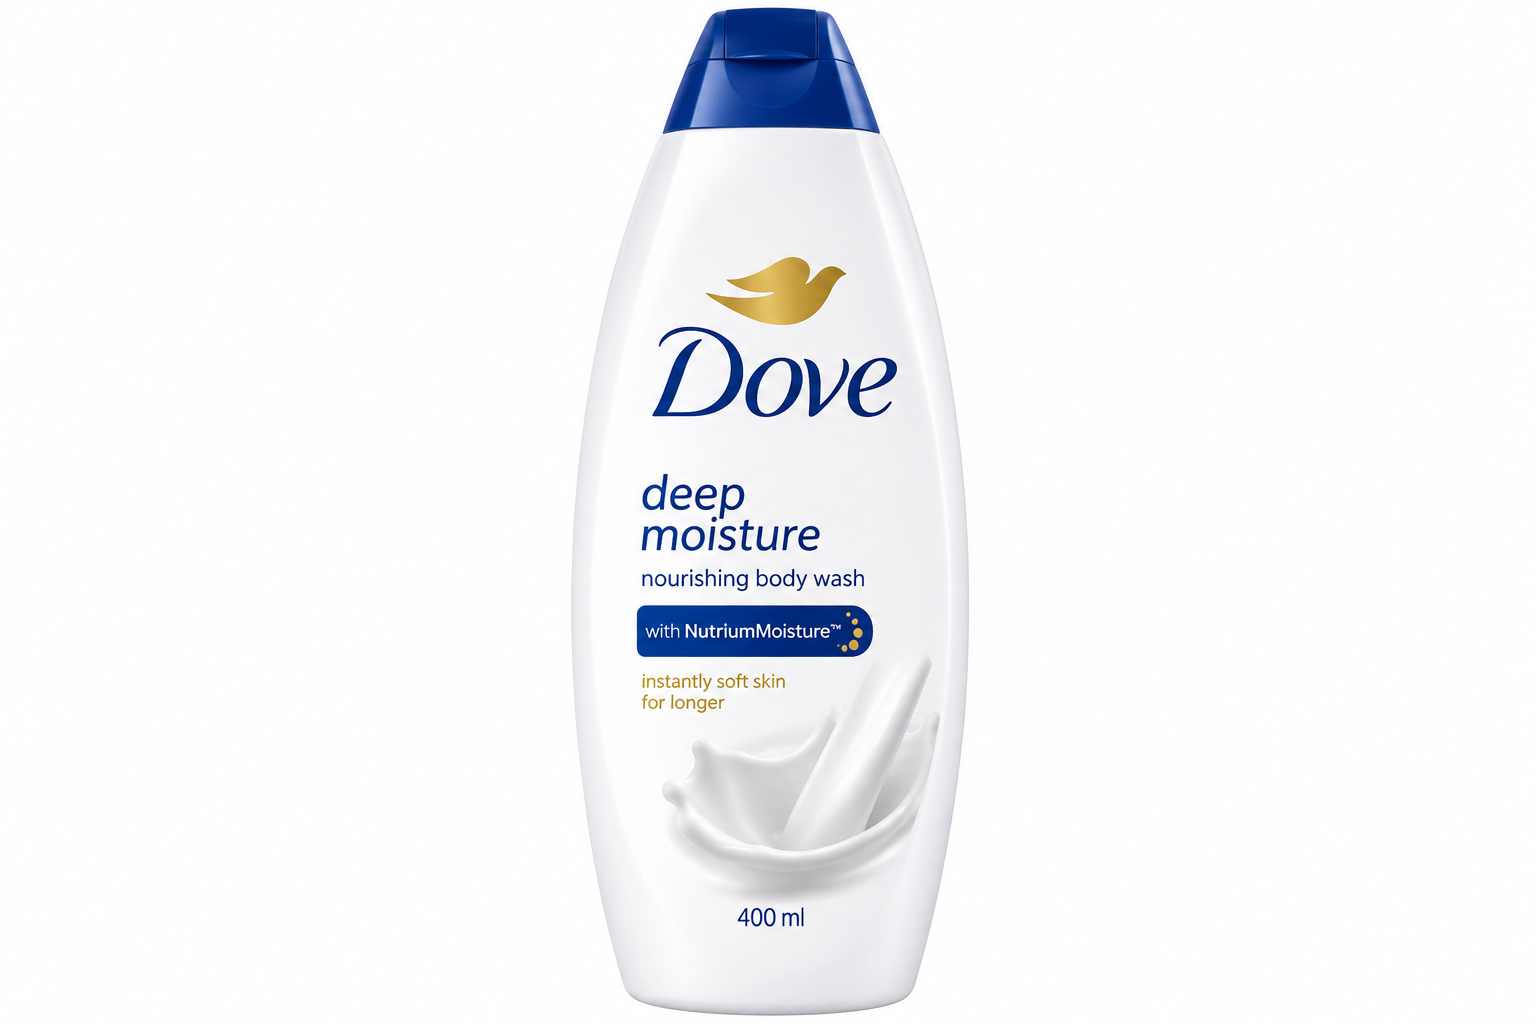 Dove
deep
moisture
nourishing body wash
with NutriumMoisture™
instantly soft skin
for longer
400 ml